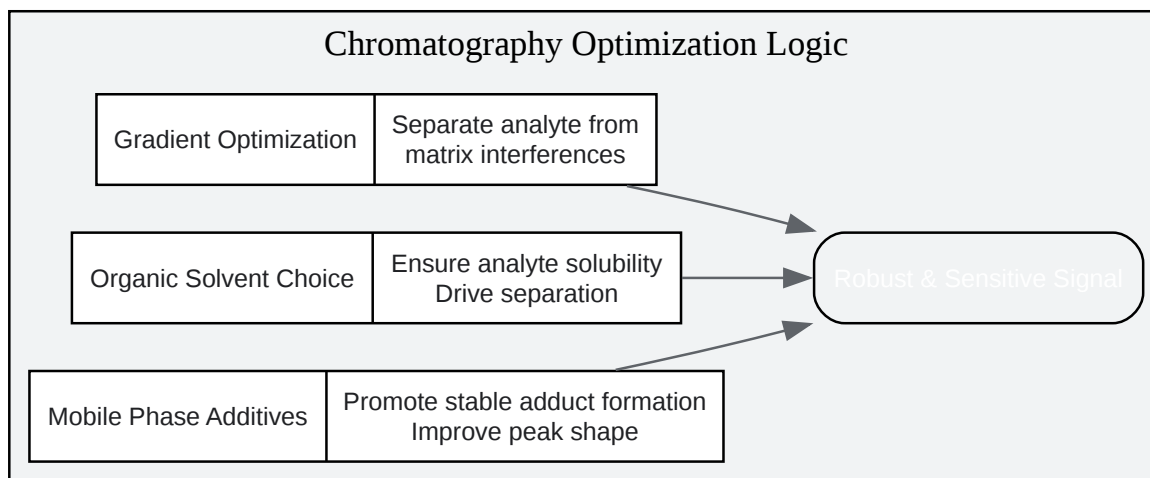 Chromatography Optimization Logic
Gradient Optimization
Separate analyte from
matrix interferences
Organic Solvent Choice
Ensure analyte solubility
Drive separation
Mobile Phase Additives
Promote stable adduct formation
Improve peak shape
Robust & Sensitive Signal